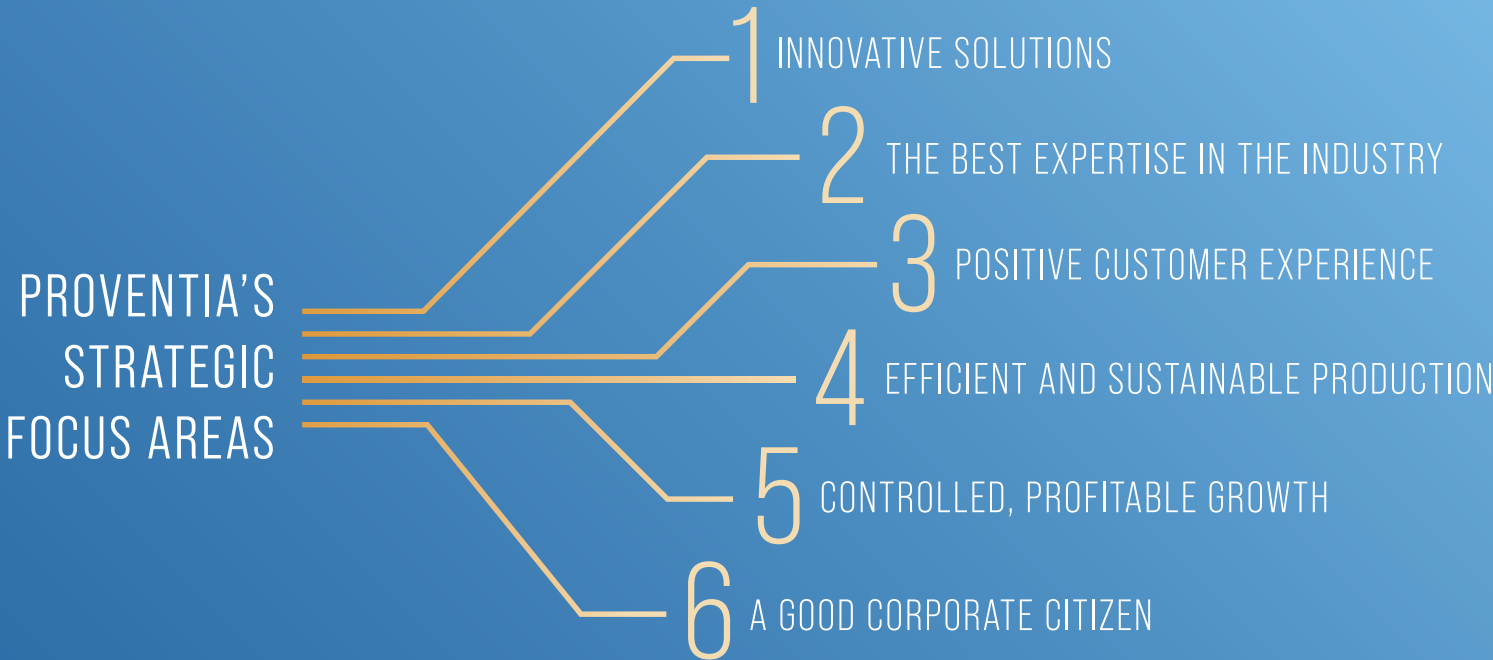 PROVENTIA'S
STRATEGIC
FOCUS AREAS
1 INNOVATIVE SOLUTIONS
2 THE BEST EXPERTISE IN THE INDUSTRY
3 POSITIVE CUSTOMER EXPERIENCE
4 EFFICIENT AND SUSTAINABLE PRODUCTION
5 CONTROLLED, PROFITABLE GROWTH
6 A GOOD CORPORATE CITIZEN